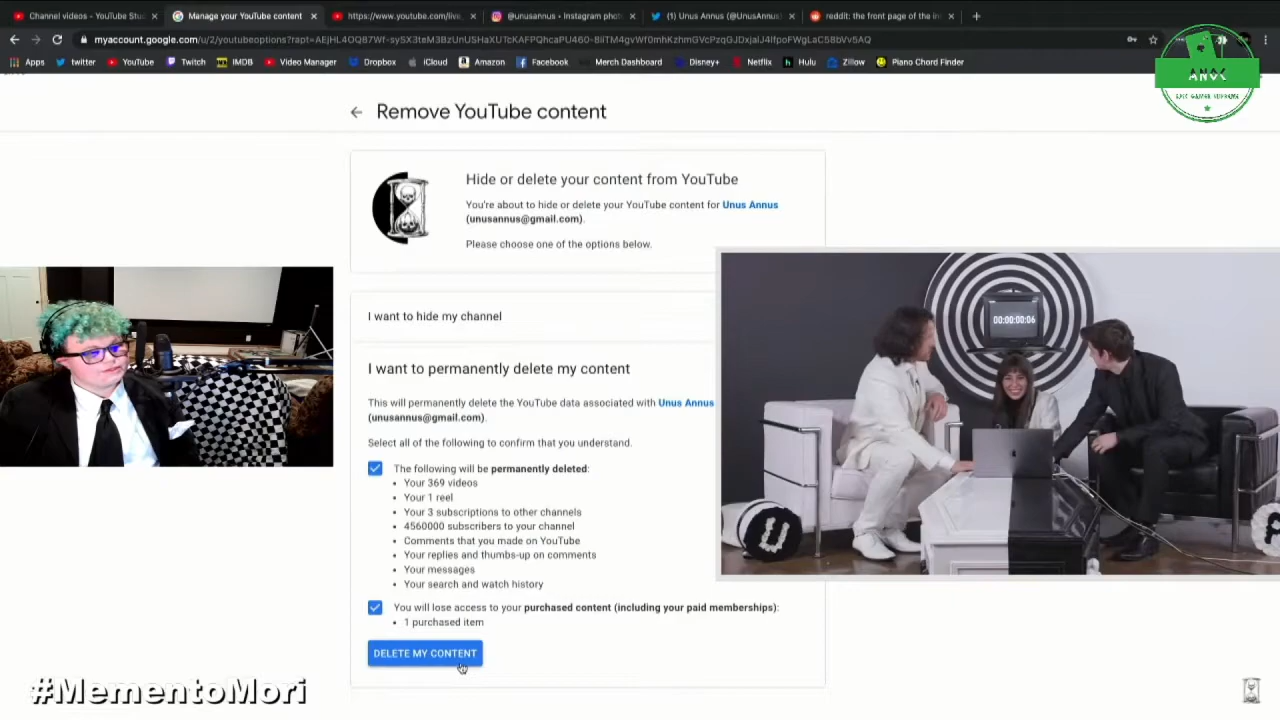 Channel videos - YouTube Stu
Manage your YouTube content
https://www.youtube.com/live_
@unusannus • Instagram phot
(1) Unus Annus (@UnusAnnus)
reddit: the front page of the in
myaccount.google.com
Apps
twitter
YouTube
Twitch
IMDB
Video Manager
Dropbox
iCloud
Amazon
Facebook
Merch Dashboard
Disney+
Netflix
Hulu
Zillow
Piano Chord Finder
ANOC
EPIC GAMER SUPREME
Remove YouTube content
Hide or delete your content from YouTube
You're about to hide or delete your YouTube content for Unus Annus
(unusannus@gmail.com).
Please choose one of the options below.
I want to hide my channel
I want to permanently delete my content
This will permanently delete the YouTube data associated with Unus Annus
(unusannus@gmail.com).
Select all of the following to confirm that you understand.
The following will be permanently deleted:
• Your 369 videos
• Your 1 reel
• Your 3 subscriptions to other channels
• 4560000 subscribers to your channel
• Comments that you made on YouTube
• Your replies and thumbs-up on comments
• Your messages
• Your search and watch history
You will lose access to your purchased content (including your paid memberships):
• 1 purchased item
DELETE MY CONTENT
00:00:00:06
U
#MementoMori